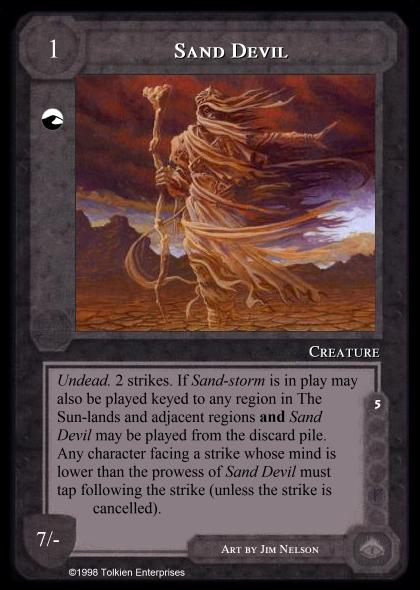 1
SAND DEVIL
CREATURE
Undead. 2 strikes. If Sand-storm is in play may
also be played keyed to any region in The
Sun-lands and adjacent regions and Sand
Devil may be played from the discard pile.
Any character facing a strike whose mind is
lower than the prowess of Sand Devil must
tap following the strike (unless the strike is
cancelled).
5
7/-
ART BY JIM NELSON
©1998 Tolkien Enterprises